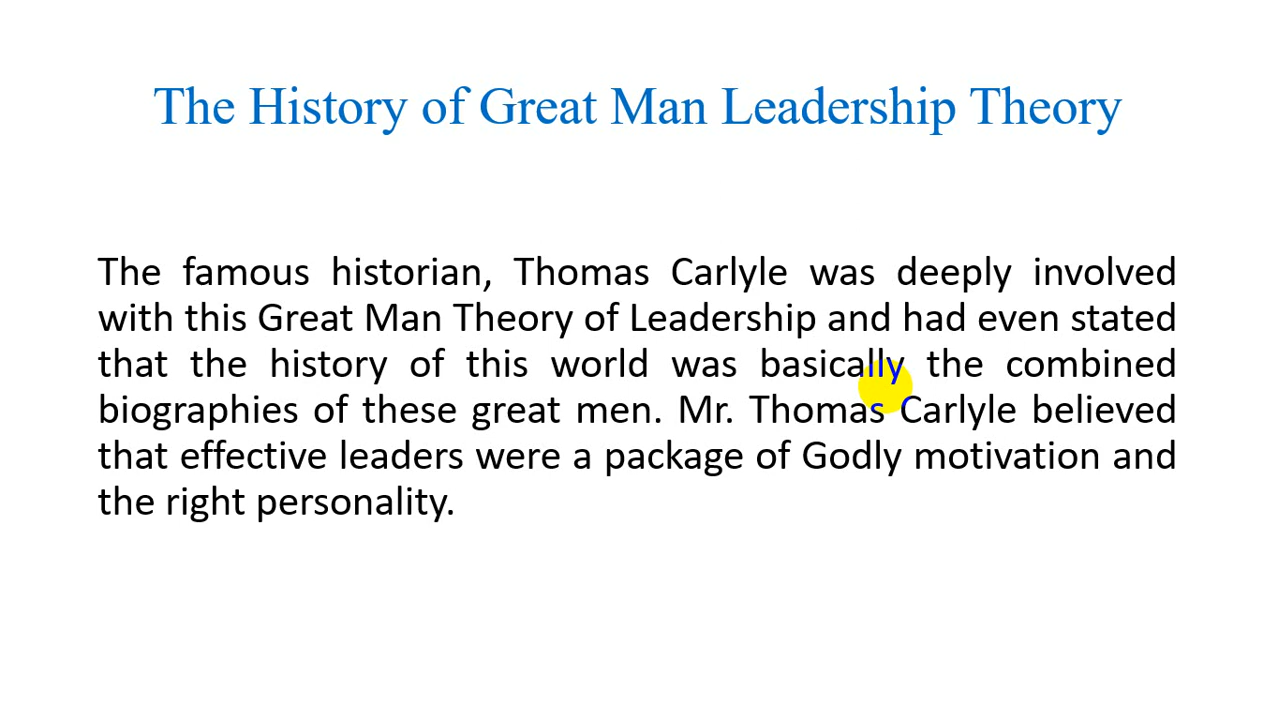 The History of Great Man Leadership Theory
The famous historian, Thomas Carlyle was deeply involved
with this Great Man Theory of Leadership and had even stated
that the history of this world was basically the combined
biographies of these great men. Mr. Thomas Carlyle believed
that effective leaders were a package of Godly motivation and
the right personality.